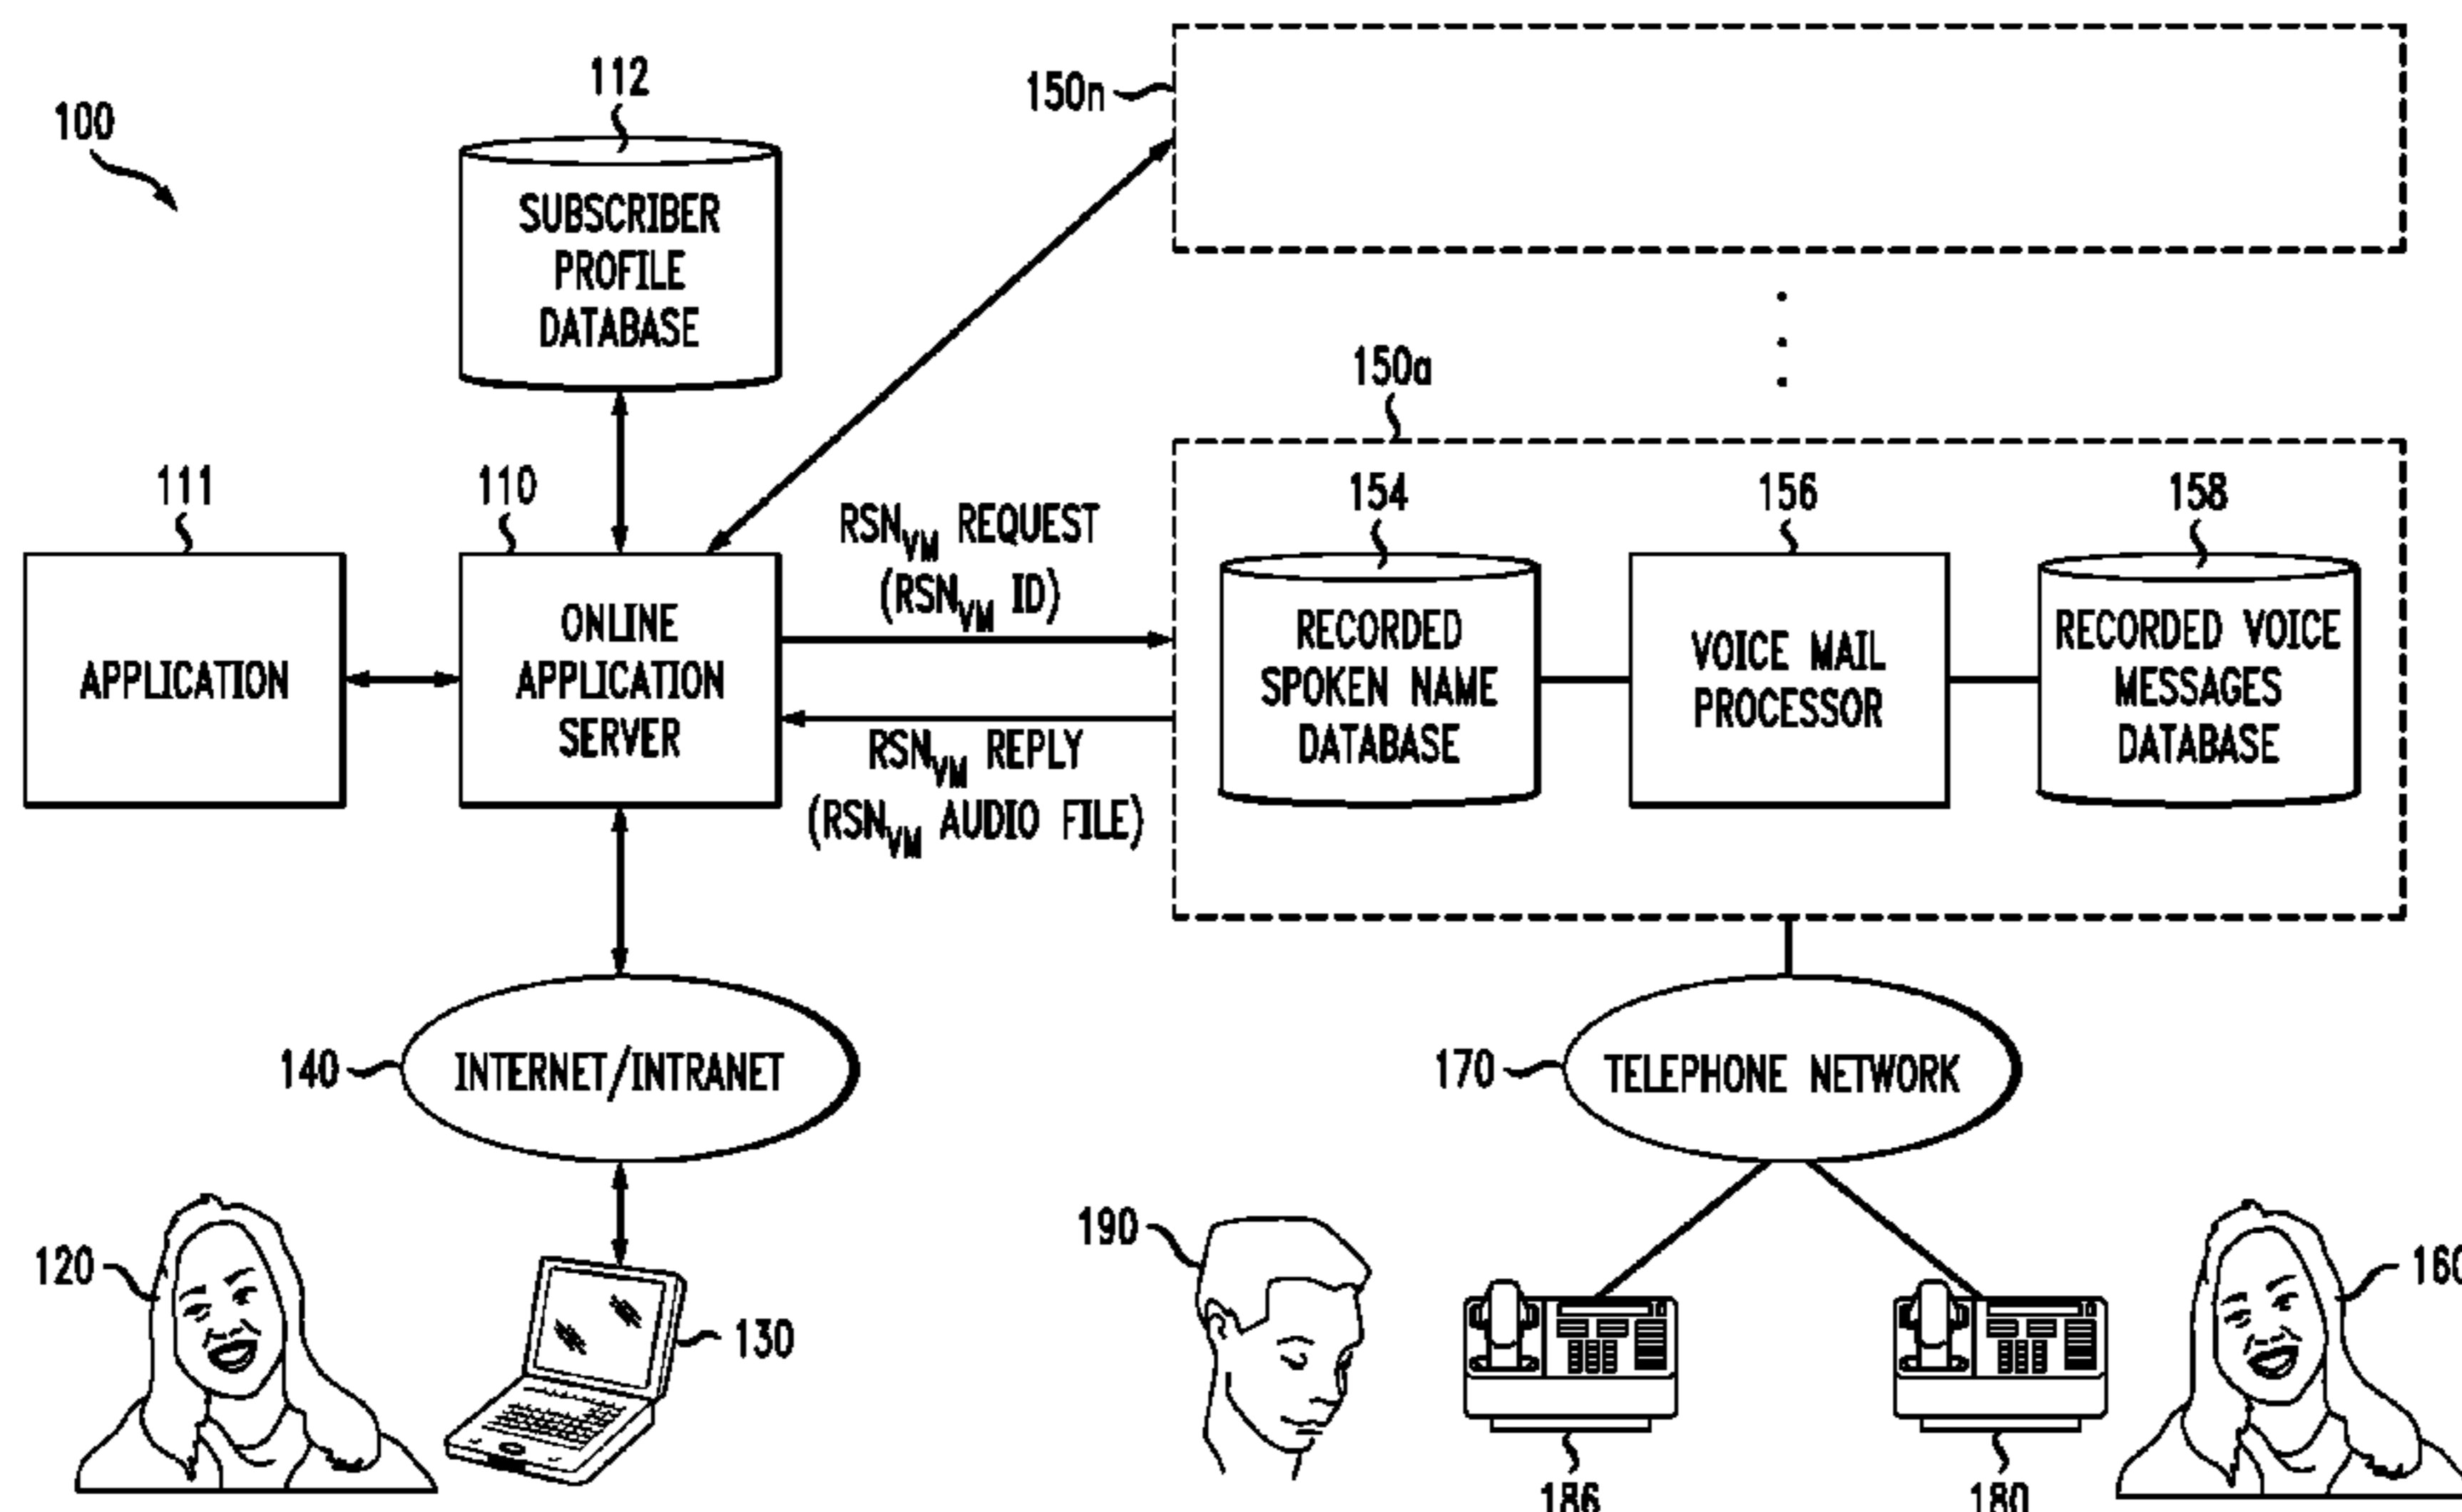 100
112
SUBSCRIBER
PROFILE
DATABASE
150n
150a
111
APPLICATION
110
ONLINE
APPLICATION
SERVER
RSNVM REQUEST
(RSNVM ID)
RSNVM REPLY
(RSNVM AUDIO FILE)
154
RECORDED
SPOKEN NAME
DATABASE
156
VOICE MAIL
PROCESSOR
158
RECORDED VOICE
MESSAGES
DATABASE
140
INTERNET/INTRANET
170
TELEPHONE NETWORK
120
130
190
186
180
160